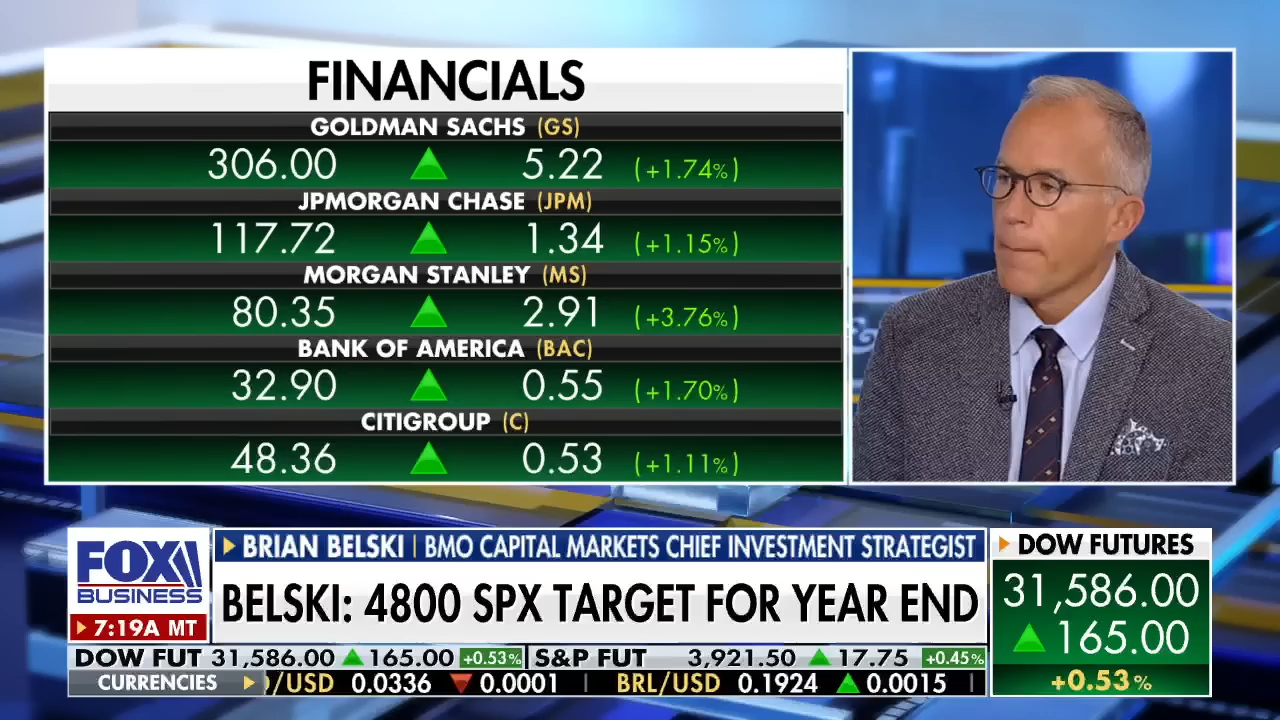 FINANCIALS
GOLDMAN SACHS (GS)
306.00 ▲ 5.22 (+1.74%)
JPMORGAN CHASE (JPM)
117.72 ▲ 1.34 (+1.15%)
MORGAN STANLEY (MS)
80.35 ▲ 2.91 (+3.76%)
BANK OF AMERICA (BAC)
32.90 ▲ 0.55 (+1.70%)
CITIGROUP (C)
48.36 ▲ 0.53 (+1.11%)
FOX
BUSINESS
7:19A MT
BRIAN BELSKI | BMO CAPITAL MARKETS CHIEF INVESTMENT STRATEGIST
BELSKI: 4800 SPX TARGET FOR YEAR END
DOW FUTURES
31,586.00
▲ 165.00
+0.53%
DOW FUT 31,586.00 ▲ 165.00 +0.53% S&P FUT 3,921.50 ▲ 17.75 +0.45%
CURRENCIES /USD 0.0336 ▼ 0.0001 | BRL/USD 0.1924 ▲ 0.0015 |